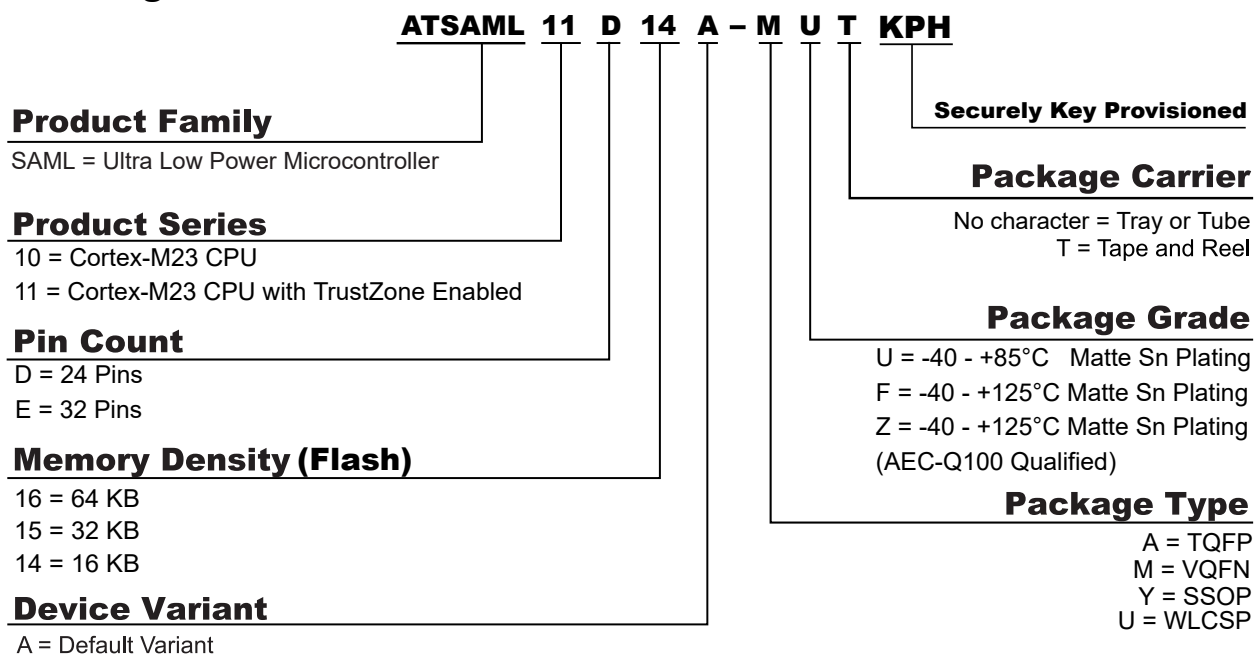 ATSAML 11 D 14 A – M U T KPH
Product Family
SAML = Ultra Low Power Microcontroller
Product Series
10 = Cortex-M23 CPU
11 = Cortex-M23 CPU with TrustZone Enabled
Pin Count
D = 24 Pins
E = 32 Pins
Memory Density (Flash)
16 = 64 KB
15 = 32 KB
14 = 16 KB
Device Variant
A = Default Variant
Securely Key Provisioned
Package Carrier
No character = Tray or Tube
T = Tape and Reel
Package Grade
U = -40 - +85°C Matte Sn Plating
F = -40 - +125°C Matte Sn Plating
Z = -40 - +125°C Matte Sn Plating
(AEC-Q100 Qualified)
Package Type
A = TQFP
M = VQFN
Y = SSOP
U = WLCSP